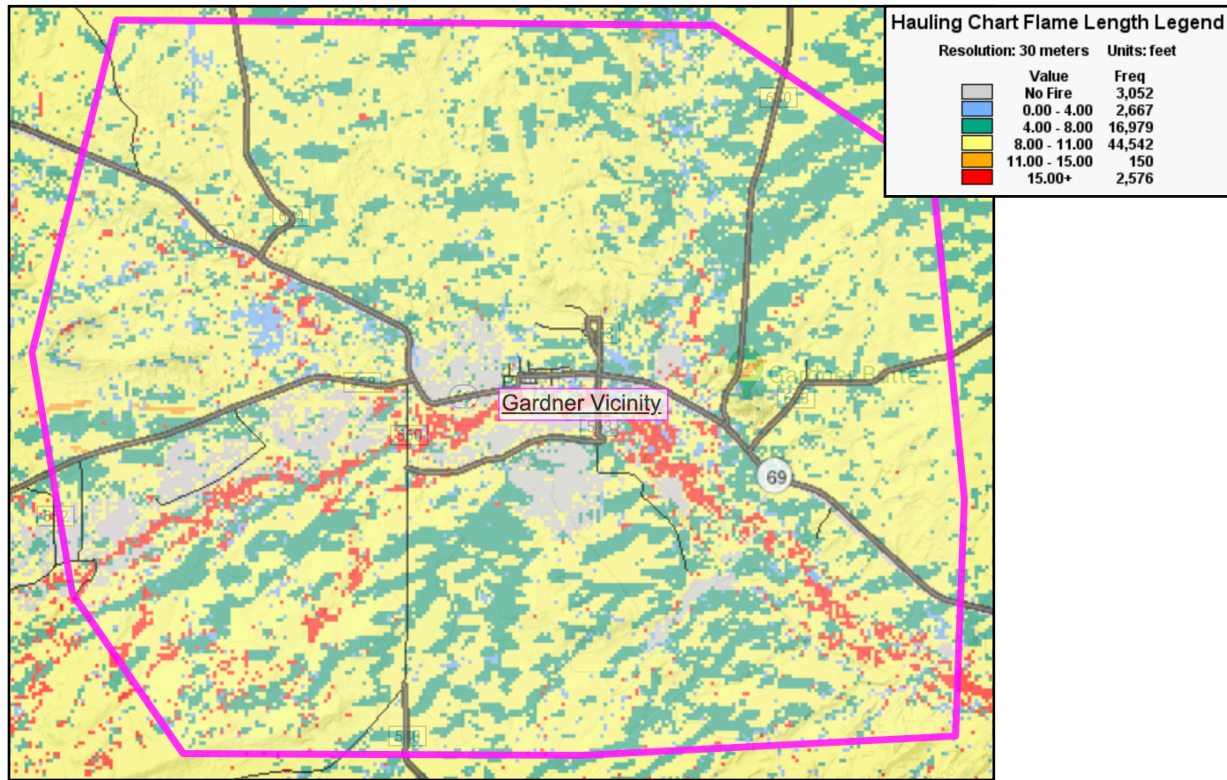 Hauling Chart Flame Length Legend
Resolution: 30 meters Units: feet
Value Freq
No Fire 3,052
0.00 - 4.00 2,667
4.00 - 8.00 16,979
8.00 - 11.00 44,542
11.00 - 15.00 150
15.00+ 2,576
Gardner Butte
550
Gardner Vicinity
550
69